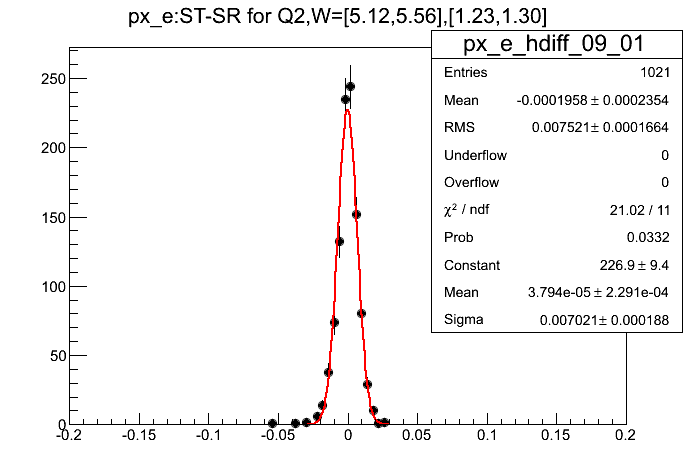 px_e:ST-SR for Q2,W=[5.12,5.56],[1.23,1.30]
px_e_hdiff_09_01
Entries 1021
Mean -0.0001958 ± 0.0002354
RMS 0.007521 ± 0.0001664
Underflow 0
Overflow 0
χ² / ndf 21.02 / 11
Prob 0.0332
Constant 226.9 ± 9.4
Mean 3.794e-05 ± 2.291e-04
Sigma 0.007021 ± 0.000188
250
200
150
100
50
0
-0.2 -0.15 -0.1 -0.05 0 0.05 0.1 0.15 0.2